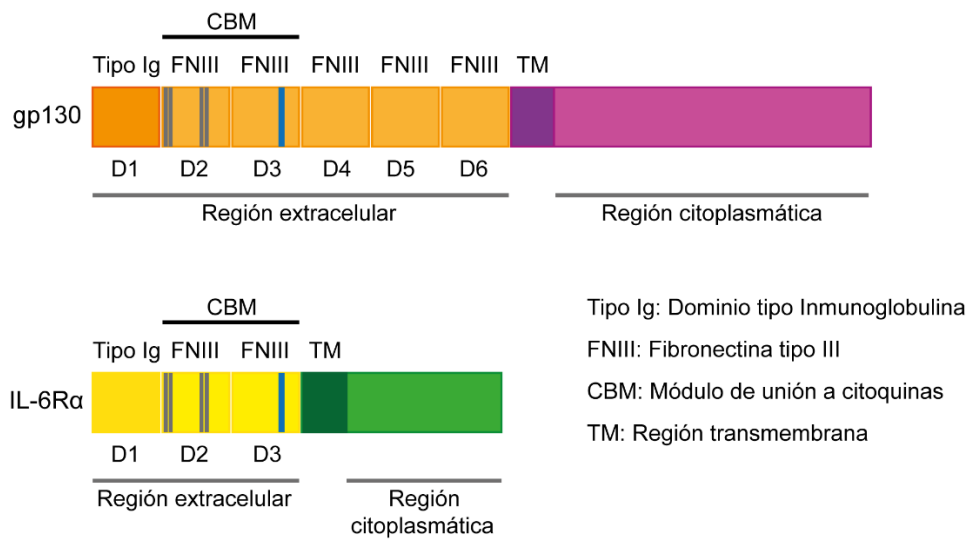 CBM
Tipo Ig FNIII FNIII FNIII FNIII FNIII TM
gp130
D1 D2 D3 D4 D5 D6
Región extracelular Región citoplasmática
CBM
Tipo Ig FNIII FNIII TM
IL-6Rα
D1 D2 D3
Región extracelular Región
citoplasmática
Tipo Ig: Dominio tipo Inmunoglobulina
FNIII: Fibronectina tipo III
CBM: Módulo de unión a citoquinas
TM: Región transmembrana